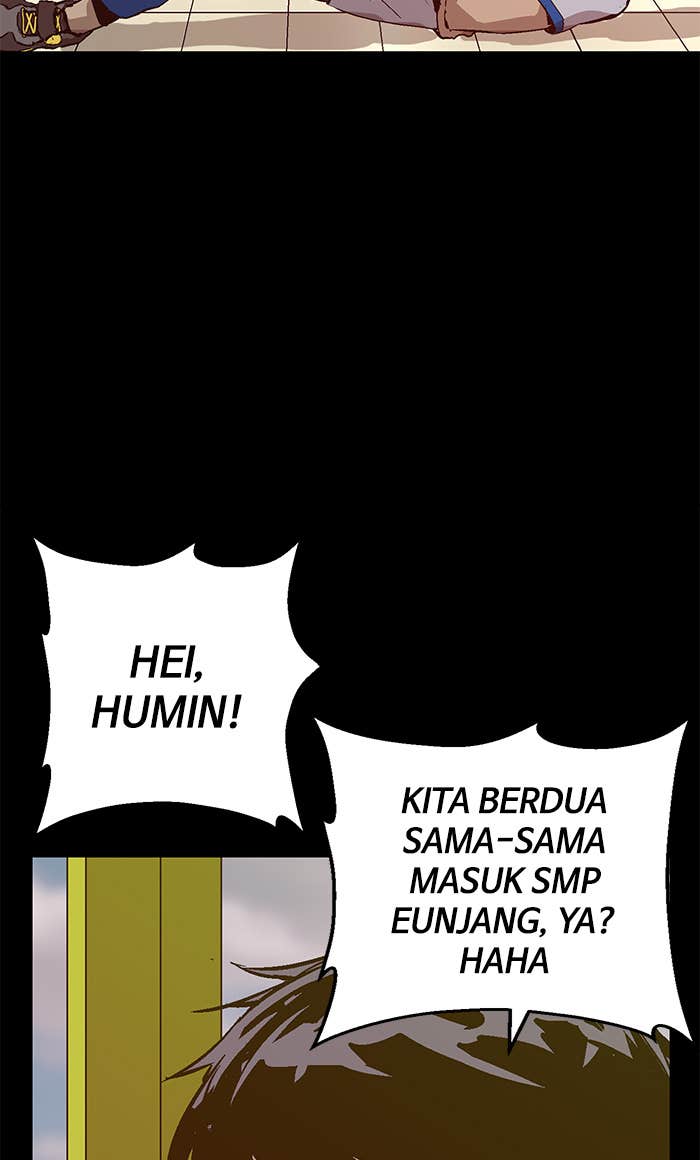 HEI,
HUMIN!
KITA BERDUA
SAMA-SAMA
MASUK SMP
EUNJANG, YA?
HAHA